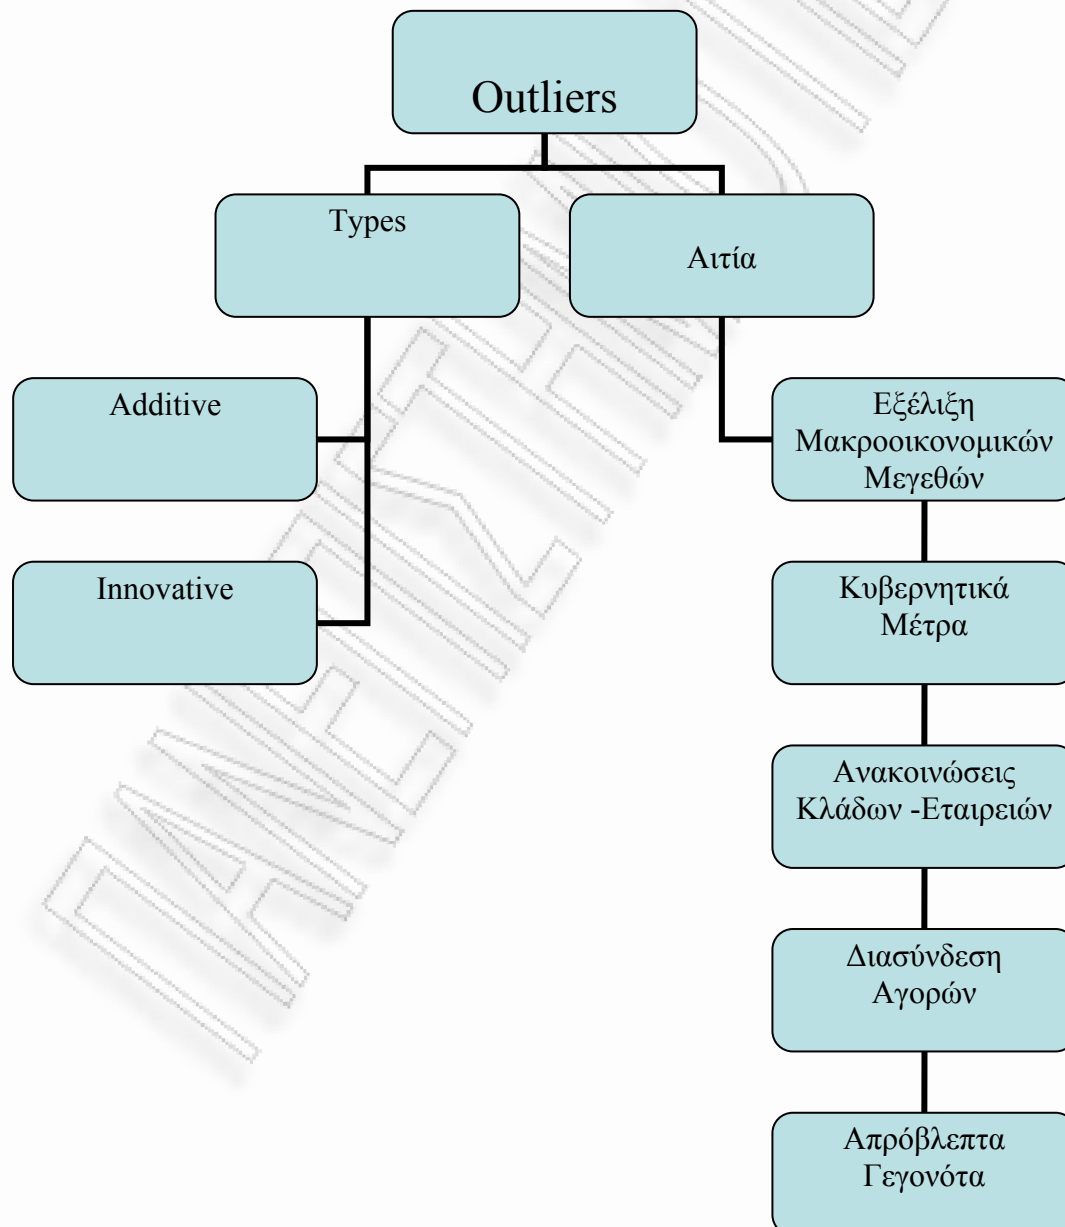 Outliers
Types
Αιτία
Additive
Innovative
Εξέλιξη
Μακροοικονομικών
Μεγεθών
Κυβερνητικά
Μέτρα
Ανακοινώσεις
Κλάδων -Εταιρειών
Διασύνδεση
Αγορών
Απρόβλεπτα
Γεγονότα